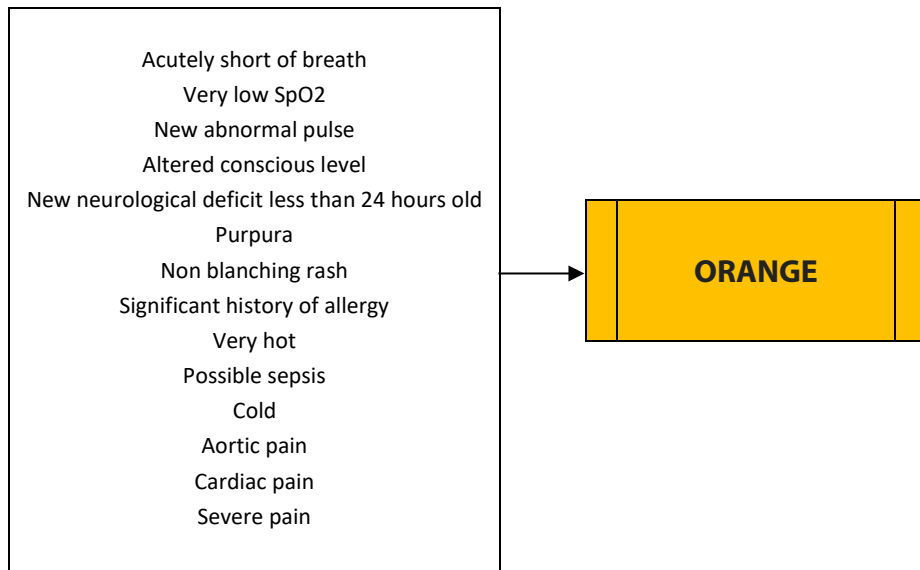 Acutely short of breath
Very low SpO2
New abnormal pulse
Altered conscious level
New neurological deficit less than 24 hours old
Purpura
Non blanching rash
Significant history of allergy
Very hot
Possible sepsis
Cold
Aortic pain
Cardiac pain
Severe pain
ORANGE